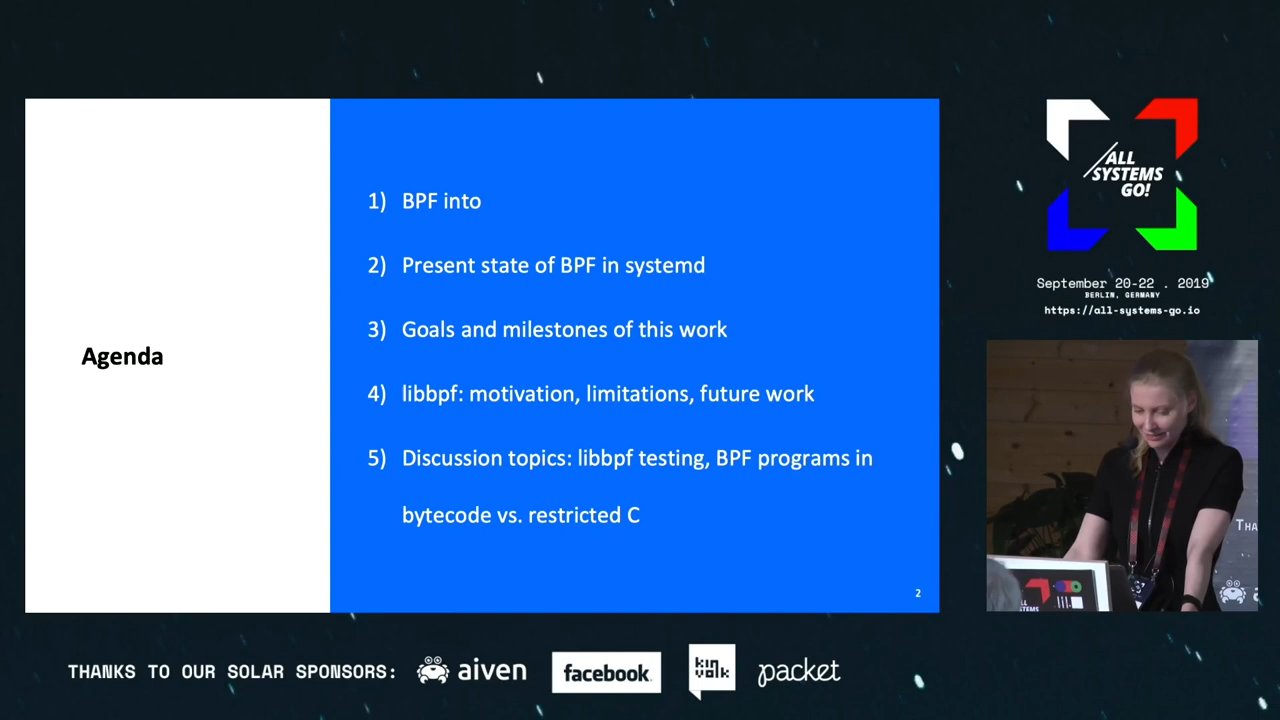 Agenda
1) BPF into
2) Present state of BPF in systemd
3) Goals and milestones of this work
4) libbpf: motivation, limitations, future work
5) Discussion topics: libbpf testing, BPF programs in
bytecode vs. restricted C
2
ALL
SYSTEMS
GO!
September 20-22 . 2019
BERLIN, GERMANY
https://all-systems-go.io
THANKS TO OUR SOLAR SPONSORS:
aiven
facebook
kinvolk
packet